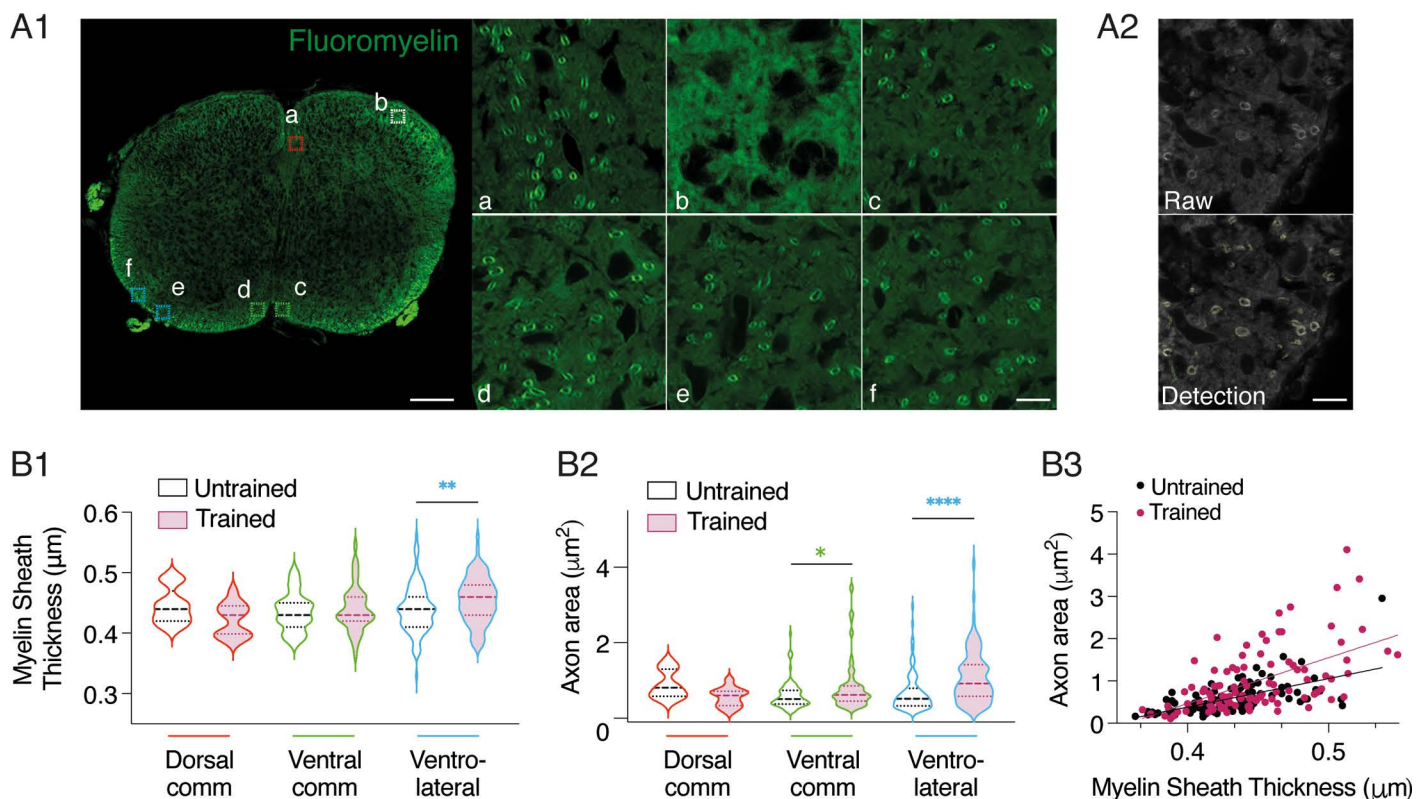 A1
Fluoromyelin
a
b
f
e
d
c
a
b
c
d
e
f
A2
Raw
Detection
B1
Untrained
Trained
**
Myelin Sheath
Thickness (μm)
0.6
0.5
0.4
0.3
Dorsal
comm
Ventral
comm
Ventro-
lateral
B2
Untrained
Trained
*
****
Axon area (μm²)
4
2
0
Dorsal
comm
Ventral
comm
Ventro-
lateral
B3
Untrained
Trained
Axon area (μm²)
5
4
3
2
1
0
0.4
0.5
Myelin Sheath Thickness (μm)